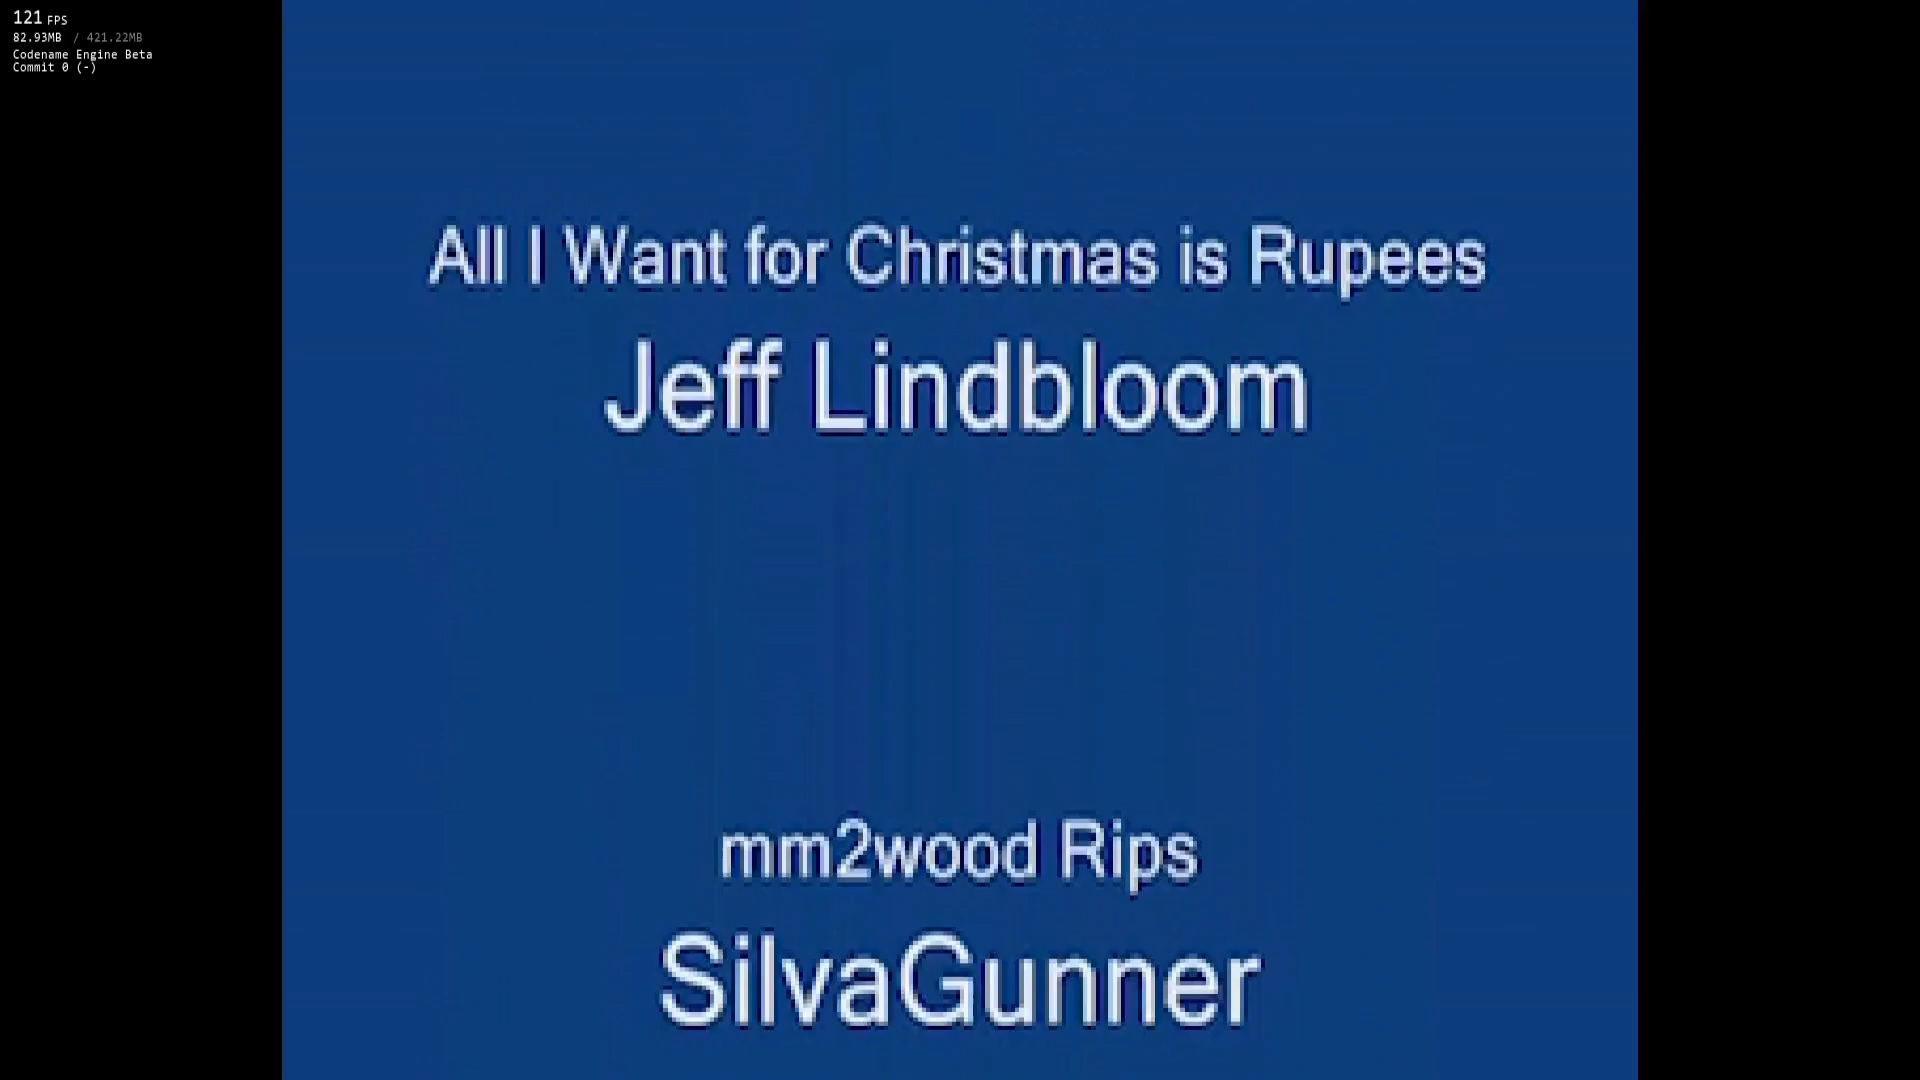 121 FPS
82.93MB / 421.22MB
Codename Engine Beta
Commit 0 (-)
All I Want for Christmas is Rupees
Jeff Lindbloom
mm2wood Rips
SilvaGunner